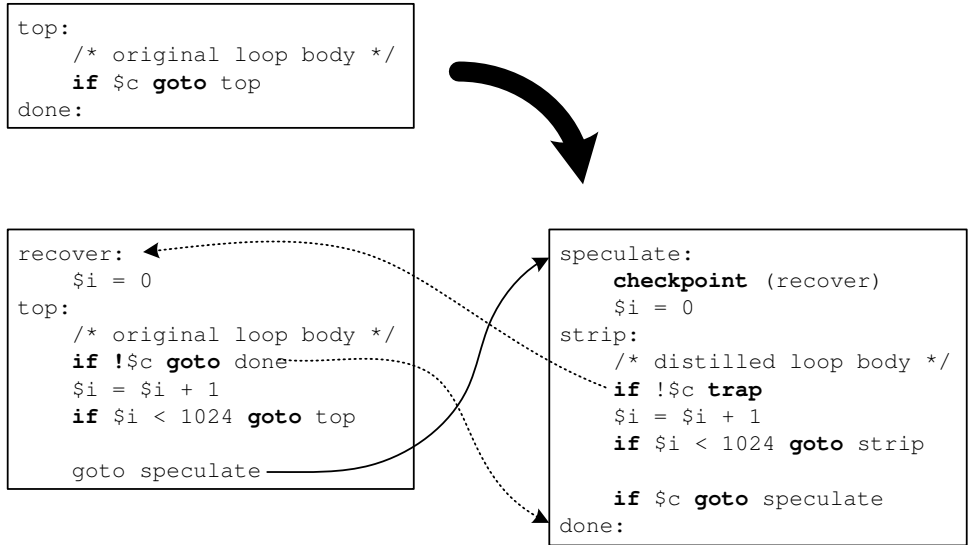 top:
/* original loop body */
if $c goto top
done:
recover:
$i = 0
top:
/* original loop body */
if !$c goto done
$i = $i + 1
if $i < 1024 goto top
goto speculate
speculate:
checkpoint (recover)
$i = 0
strip:
/* distilled loop body */
if !$c trap
$i = $i + 1
if $i < 1024 goto strip
if $c goto speculate
done: